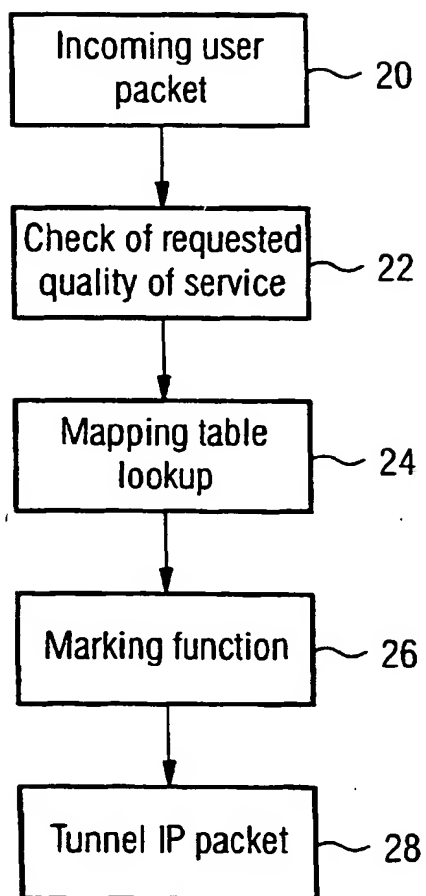 Incoming user
packet
20
Check of requested
quality of service
22
Mapping table
lookup
24
Marking function
26
Tunnel IP packet
28